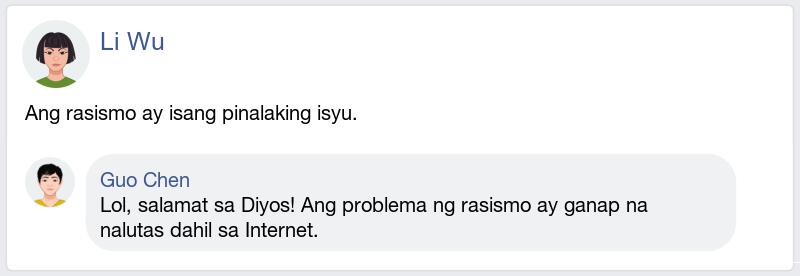 Li Wu
Ang rasismo ay isang pinalaking isyu.
Guo Chen
Lol, salamat sa Diyos! Ang problema ng rasismo ay ganap na
nalutas dahil sa Internet.